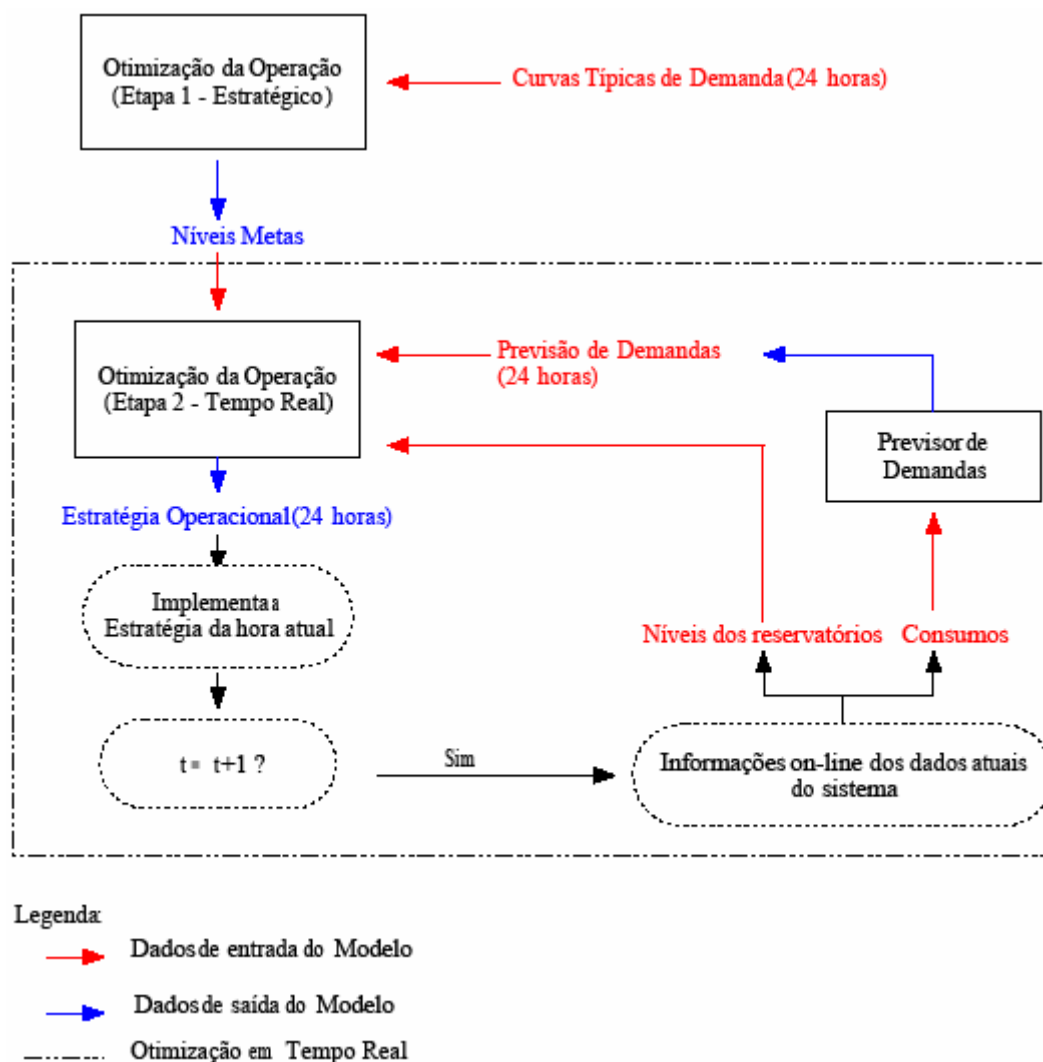 Otimização da Operação
(Etapa 1 - Estratégico)
Curvas Típicas de Demanda (24 horas)
Níveis Metas
Otimização da Operação
(Etapa 2 - Tempo Real)
Previsão de Demandas
(24 horas)
Previsor de
Demandas
Estratégia Operacional (24 horas)
Implementa a
Estratégia da hora atual
Níveis dos reservatórios
Consumos
t = t+1 ?
Sim
Informações on-line dos dados atuais
do sistema
Legenda:
Dados de entrada do Modelo
Dados de saída do Modelo
Otimização em Tempo Real